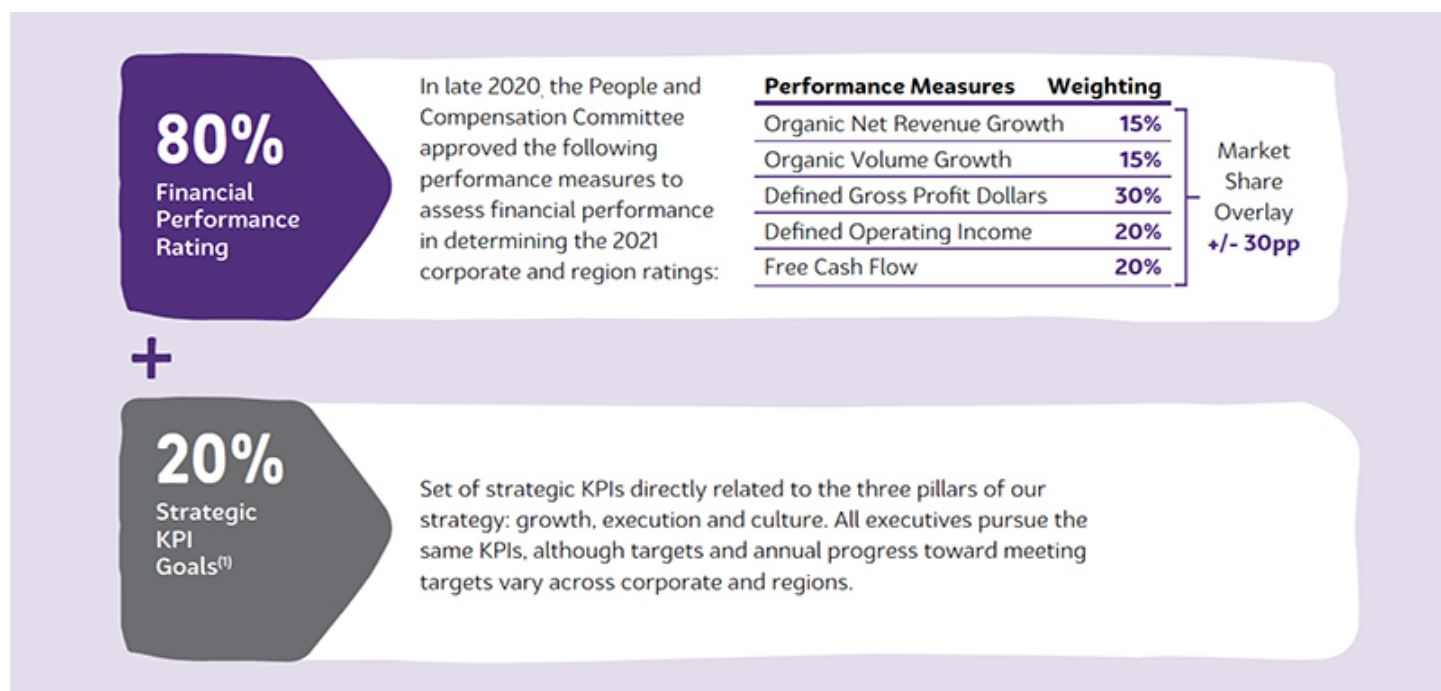 80%
Financial
Performance
Rating
In late 2020, the People and
Compensation Committee
approved the following
performance measures to
assess financial performance
in determining the 2021
corporate and region ratings:
Performance Measures Weighting
Organic Net Revenue Growth 15%
Organic Volume Growth 15%
Defined Gross Profit Dollars 30%
Defined Operating Income 20%
Free Cash Flow 20%
Market
Share
Overlay
+/- 30pp
+
20%
Strategic
KPI
Goals(1)
Set of strategic KPIs directly related to the three pillars of our
strategy: growth, execution and culture. All executives pursue the
same KPIs, although targets and annual progress toward meeting
targets vary across corporate and regions.